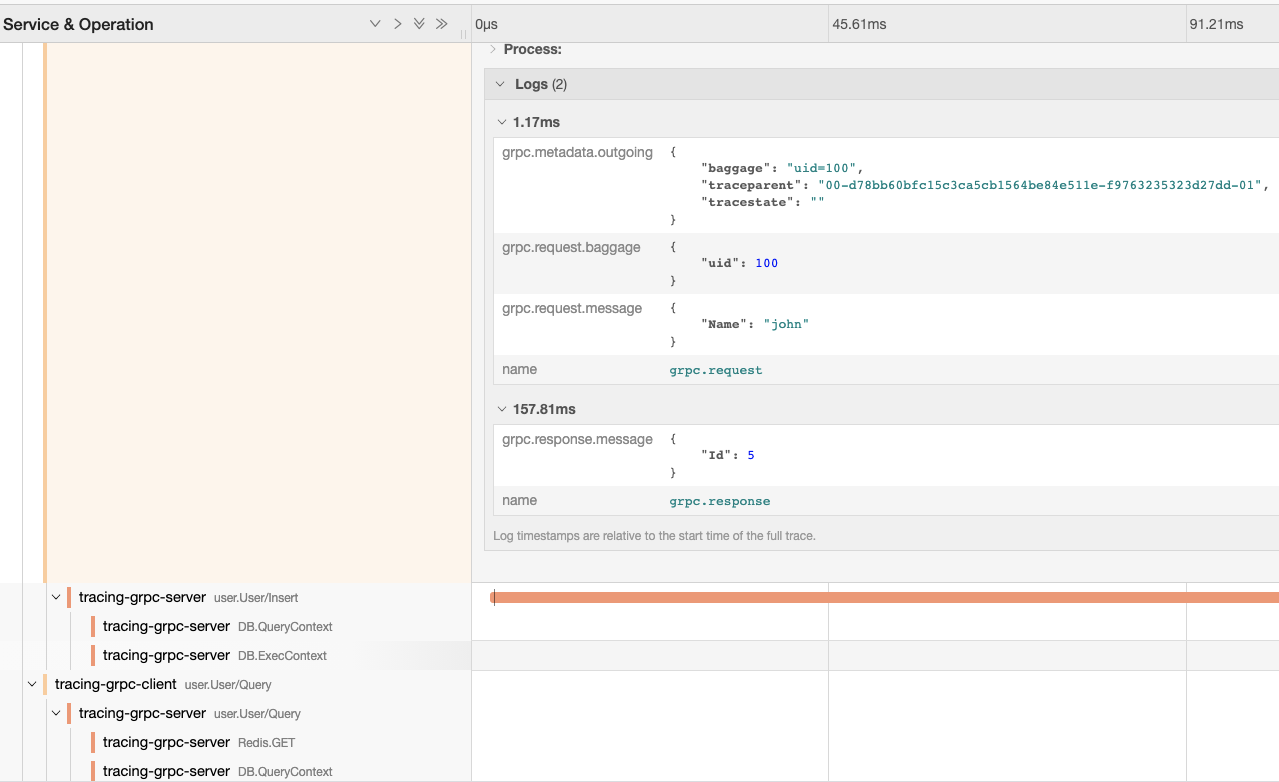 Service & Operation 0μs 45.61ms 91.21ms
Process:
Logs (2)
1.17ms
grpc.metadata.outgoing {
"baggage": "uid=100",
"traceparent": "00-d78bb60bfc15c3ca5cb1564be84e511e-f9763235323d27dd-01",
"tracestate": ""
}
grpc.request.baggage {
"uid": 100
}
grpc.request.message {
"Name": "john"
}
name grpc.request
157.81ms
grpc.response.message {
"Id": 5
}
name grpc.response
Log timestamps are relative to the start time of the full trace.
tracing-grpc-server user.User/Insert
tracing-grpc-server DB.QueryContext
tracing-grpc-server DB.ExecContext
tracing-grpc-client user.User/Query
tracing-grpc-server user.User/Query
tracing-grpc-server Redis.GET
tracing-grpc-server DB.QueryContext